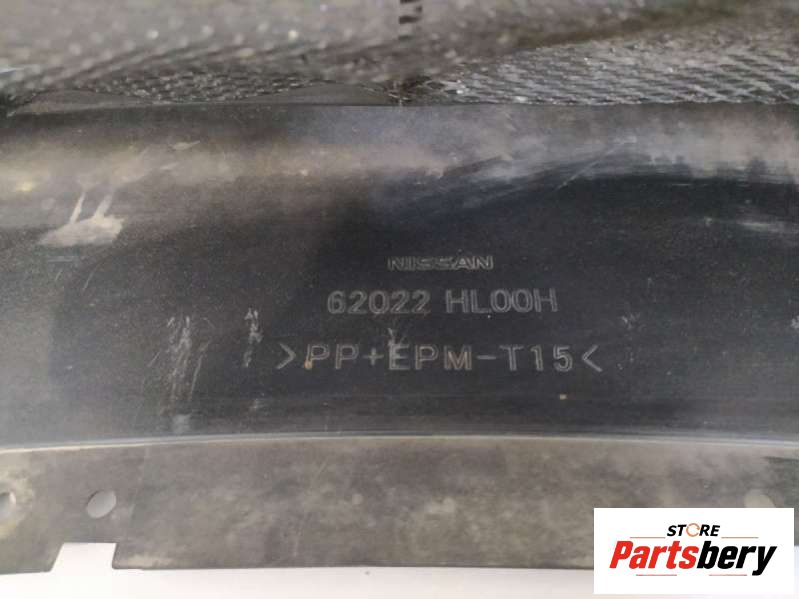 NISSAN
62022 HL00H
>PP+EPM-T15<
STORE
Partsbery